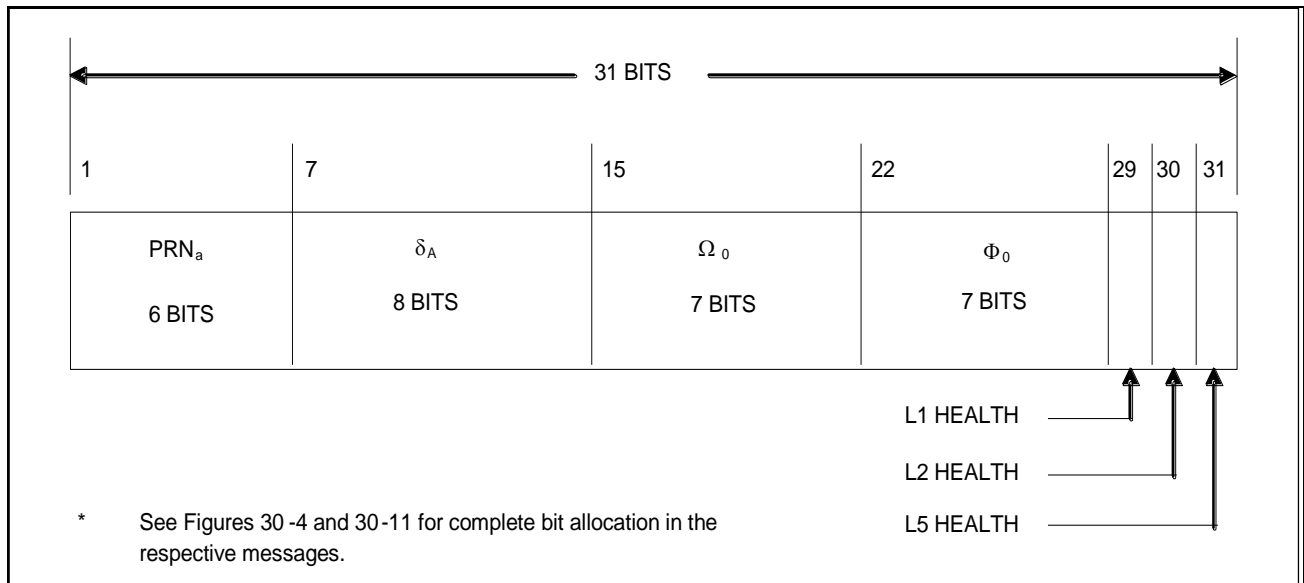 31 BITS
1 7 15 22 29 30 31
PRNa δA Ω0 Φ0
6 BITS 8 BITS 7 BITS 7 BITS
L1 HEALTH
L2 HEALTH
L5 HEALTH
* See Figures 30-4 and 30-11 for complete bit allocation in the
respective messages.